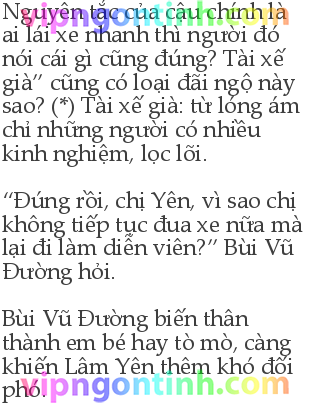 Nguyên tắc của cậu chính là
ai lái xe nhanh thì người đó
nói cái gì cũng đúng? Tài xế
già” cũng có loại đãi ngộ này
sao? (*) Tài xế già: từ lóng ám
chỉ những người có nhiều
kinh nghiệm, lọc lõi.
“Đúng rồi, chị Yên, vì sao chị
không tiếp tục đua xe nữa mà
lại đi làm diễn viên?” Bùi Vũ
Đường hỏi.
Bùi Vũ Đường biến thân
thành em bé hay tò mò, càng
khiến Lâm Yên thêm khó đối
phó.
vipngontinh.com
vipngontinh.com